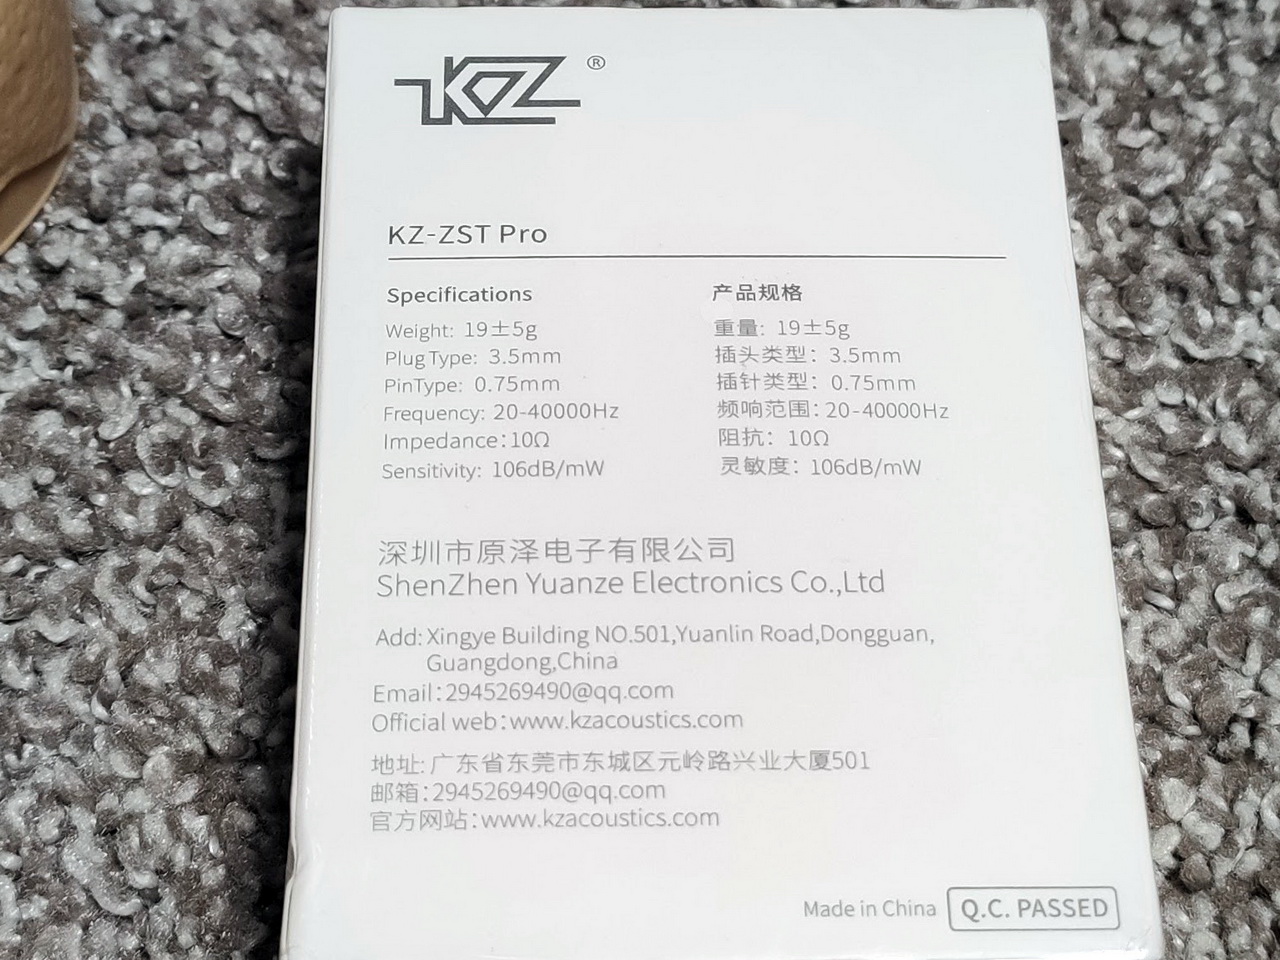 KZ®
KZ-ZST Pro
Specifications
Weight: 19±5g
Plug Type: 3.5mm
PinType: 0.75mm
Frequency: 20-40000Hz
Impedance:10Ω
Sensitivity: 106dB/mW
产品规格
重量: 19±5g
插头类型: 3.5mm
插针类型: 0.75mm
频响范围: 20-40000Hz
阻抗: 10Ω
灵敏度: 106dB/mW
深圳市原泽电子有限公司
ShenZhen Yuanze Electronics Co.,Ltd
Add: Xingye Building NO.501,Yuanlin Road,Dongguan,
Guangdong,China
Email:2945269490@qq.com
Official web:www.kzacoustics.com
地址: 广东省东莞市东城区元岭路兴业大厦501
邮箱:2945269490@qq.com
官方网站:www.kzacoustics.com
Made in China Q.C. PASSED